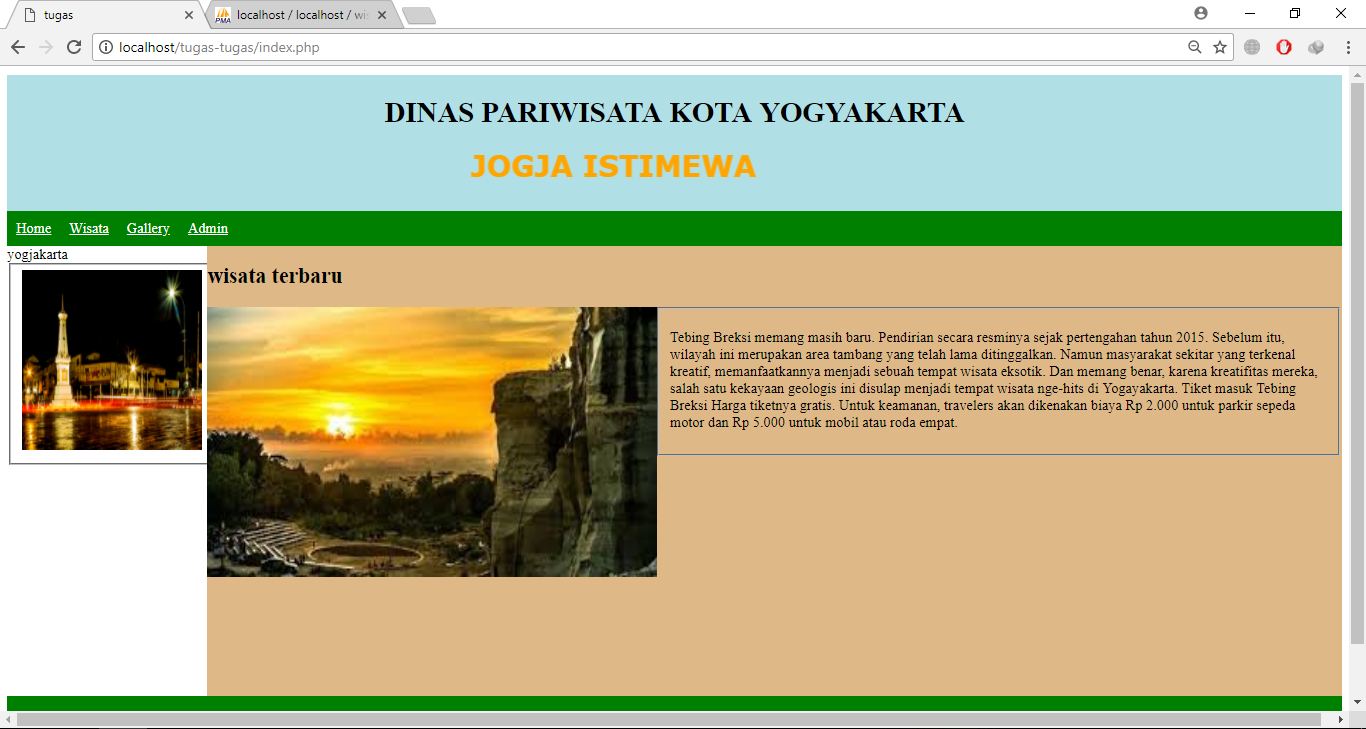 tugas
PMA localhost / localhost / wis
localhost/tugas-tugas/index.php
DINAS PARIWISATA KOTA YOGYAKARTA
JOGJA ISTIMEWA
Home Wisata Gallery Admin
yogjakarta
wisata terbaru
Tebing Breksi memang masih baru. Pendirian secara resminya sejak pertengahan tahun 2015. Sebelum itu,
wilayah ini merupakan area tambang yang telah lama ditinggalkan. Namun masyarakat sekitar yang terkenal
kreatif, memanfaatkannya menjadi sebuah tempat wisata eksotik. Dan memang benar, karena kreatifitas mereka,
salah satu kekayaan geologis ini disulap menjadi tempat wisata nge-hits di Yogayakarta. Tiket masuk Tebing
Breksi Harga tiketnya gratis. Untuk keamanan, travelers akan dikenakan biaya Rp 2.000 untuk parkir sepeda
motor dan Rp 5.000 untuk mobil atau roda empat.